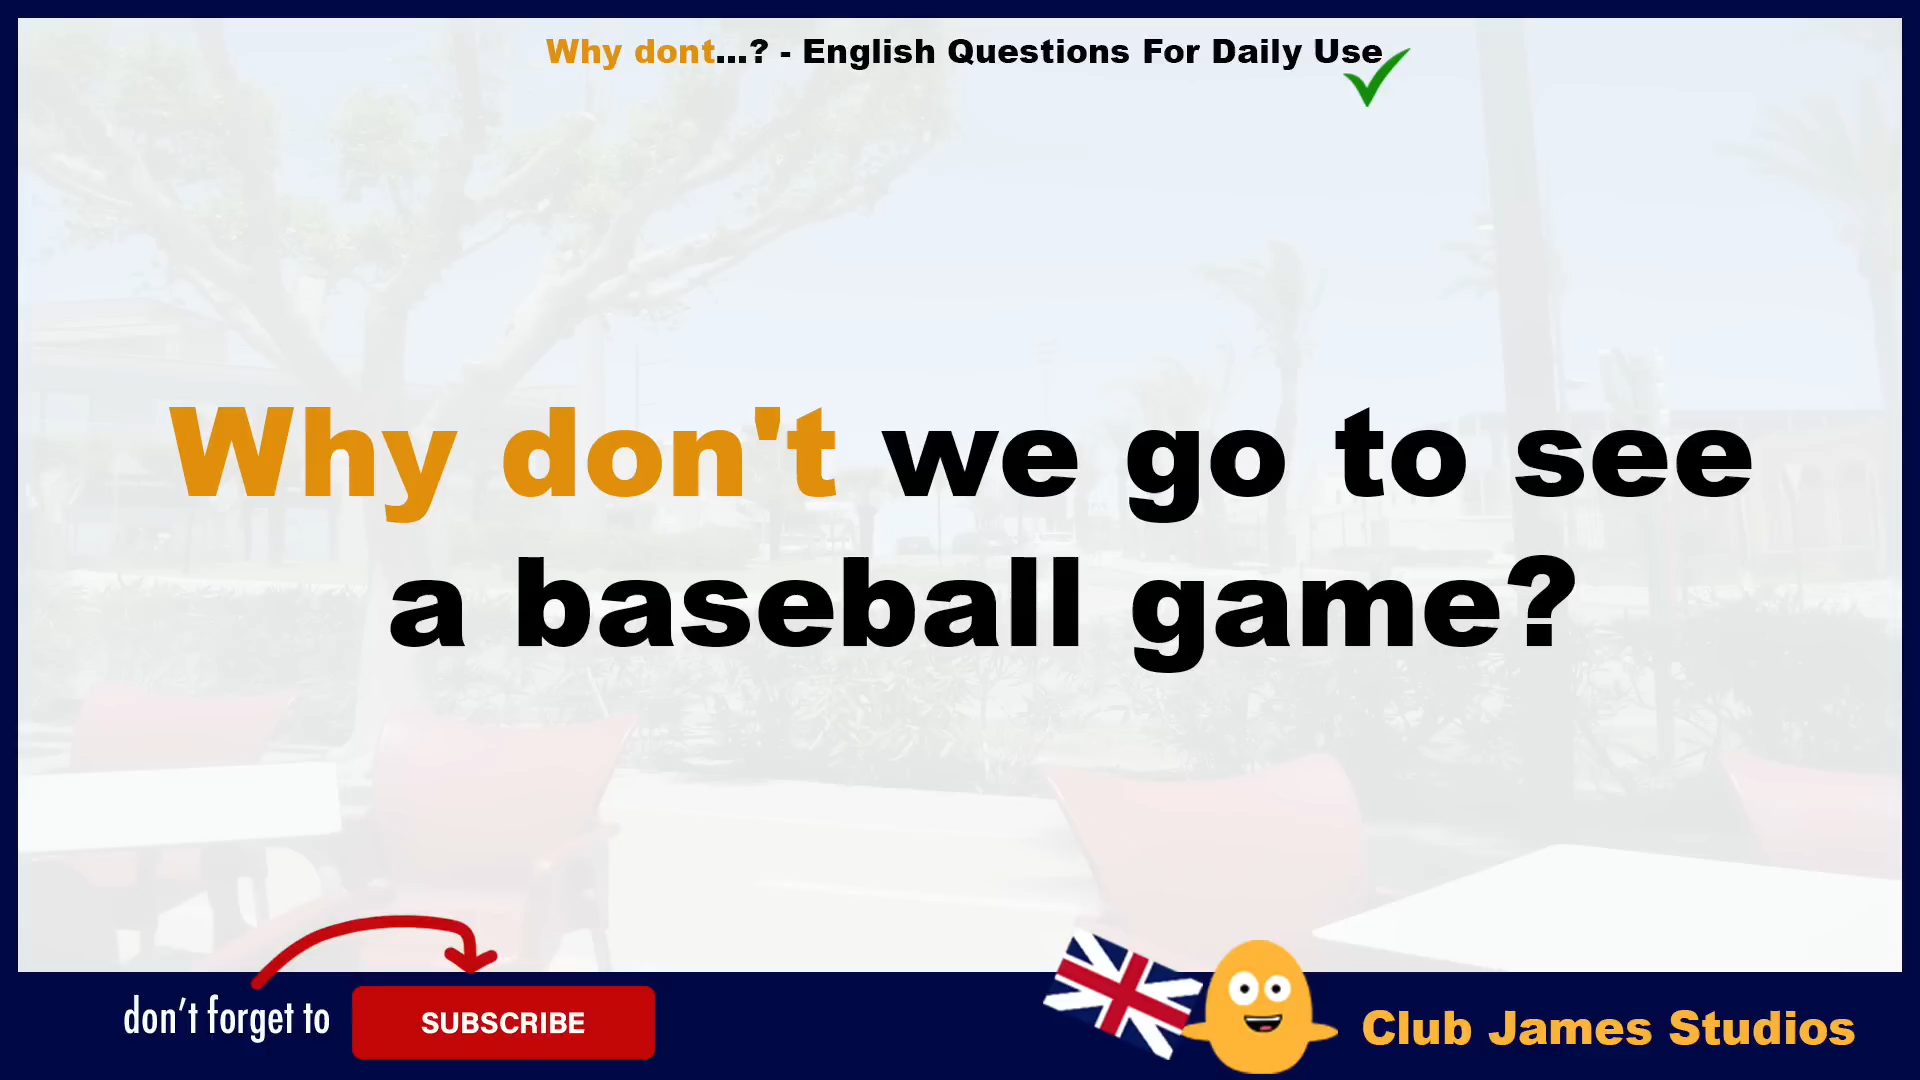 Why dont...? - English Questions For Daily Use
Why don't we go to see
a baseball game?
don't forget to
SUBSCRIBE
Club James Studios